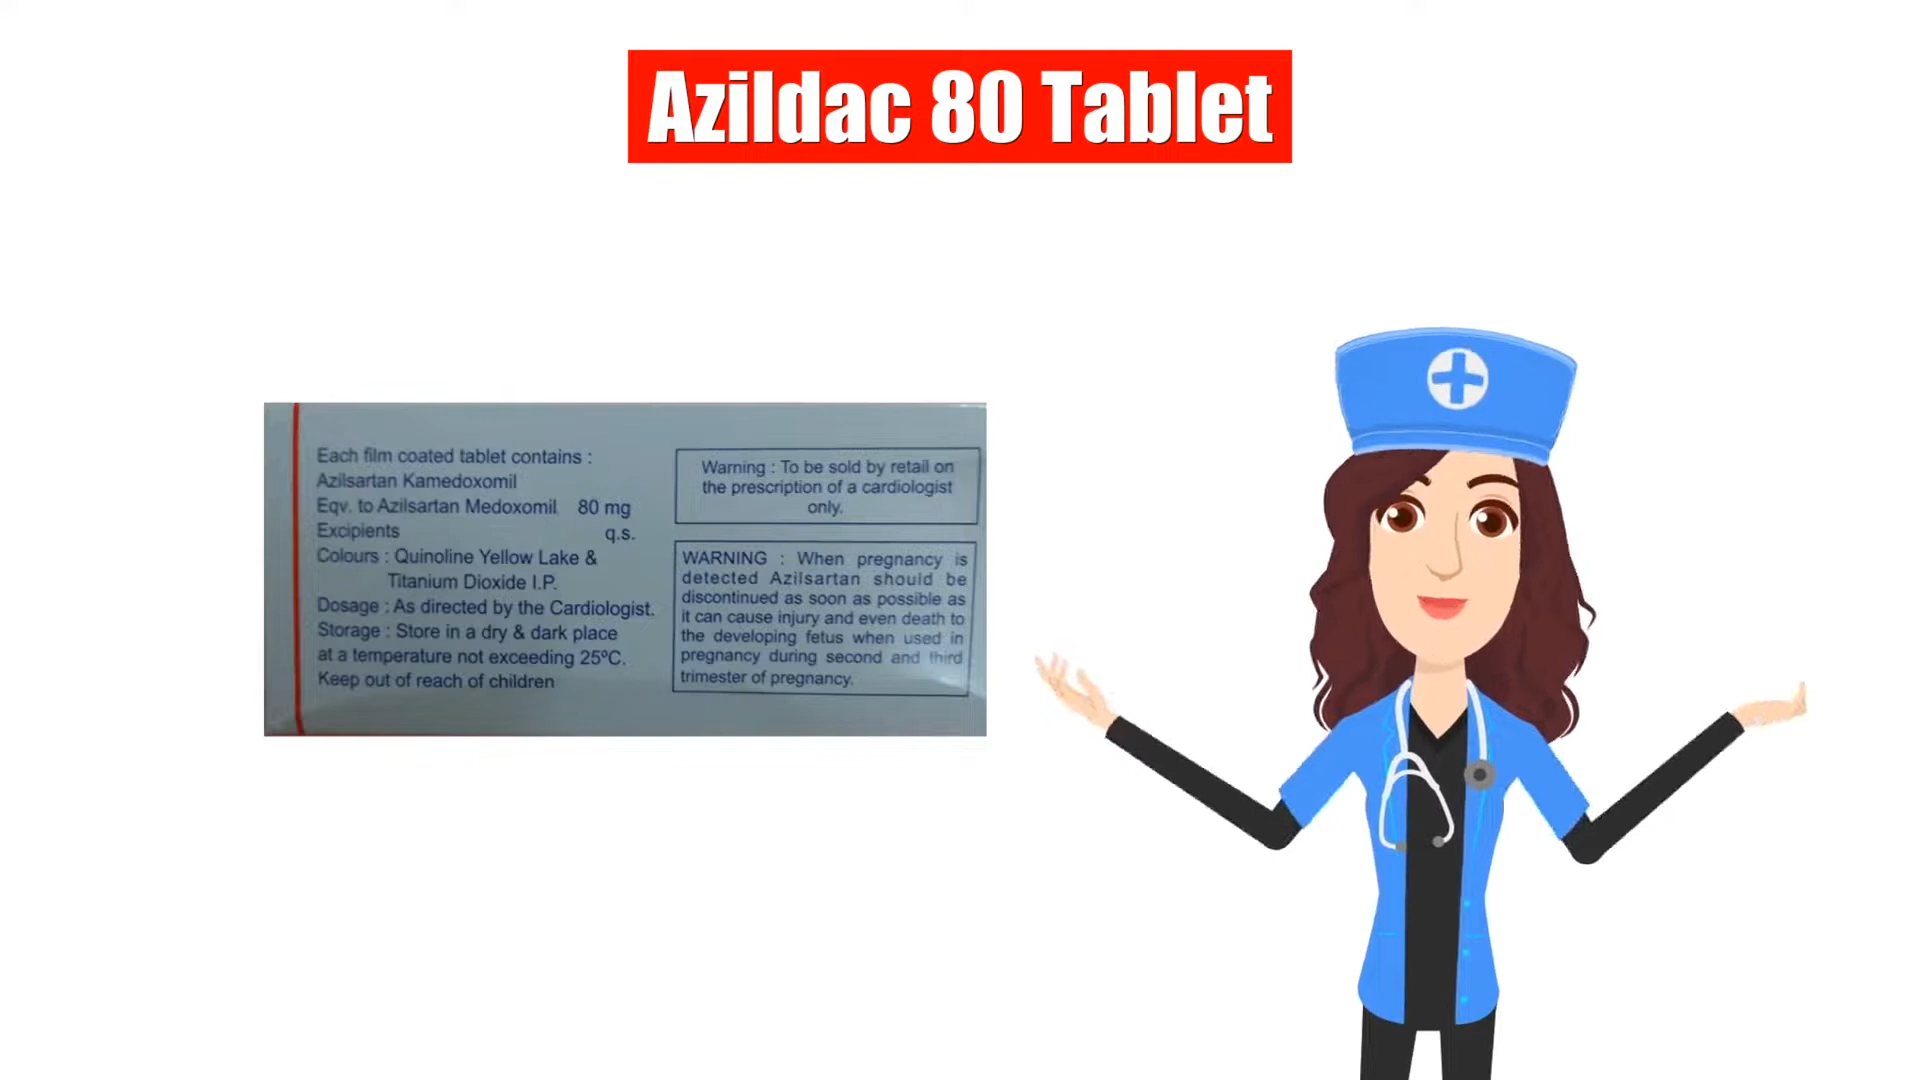 Azildac 80 Tablet
Each film coated tablet contains :
Azilsartan Kamedoxomil
Eqv. to Azilsartan Medoxomil 80 mg
Excipients q.s.
Colours : Quinoline Yellow Lake &
Titanium Dioxide I.P.
Dosage : As directed by the Cardiologist.
Storage : Store in a dry & dark place
at a temperature not exceeding 25ºC.
Keep out of reach of children
Warning : To be sold by retail on
the prescription of a cardiologist
only.
WARNING : When pregnancy is
detected Azilsartan should be
discontinued as soon as possible as
it can cause injury and even death to
the developing fetus when used in
pregnancy during second and third
trimester of pregnancy.